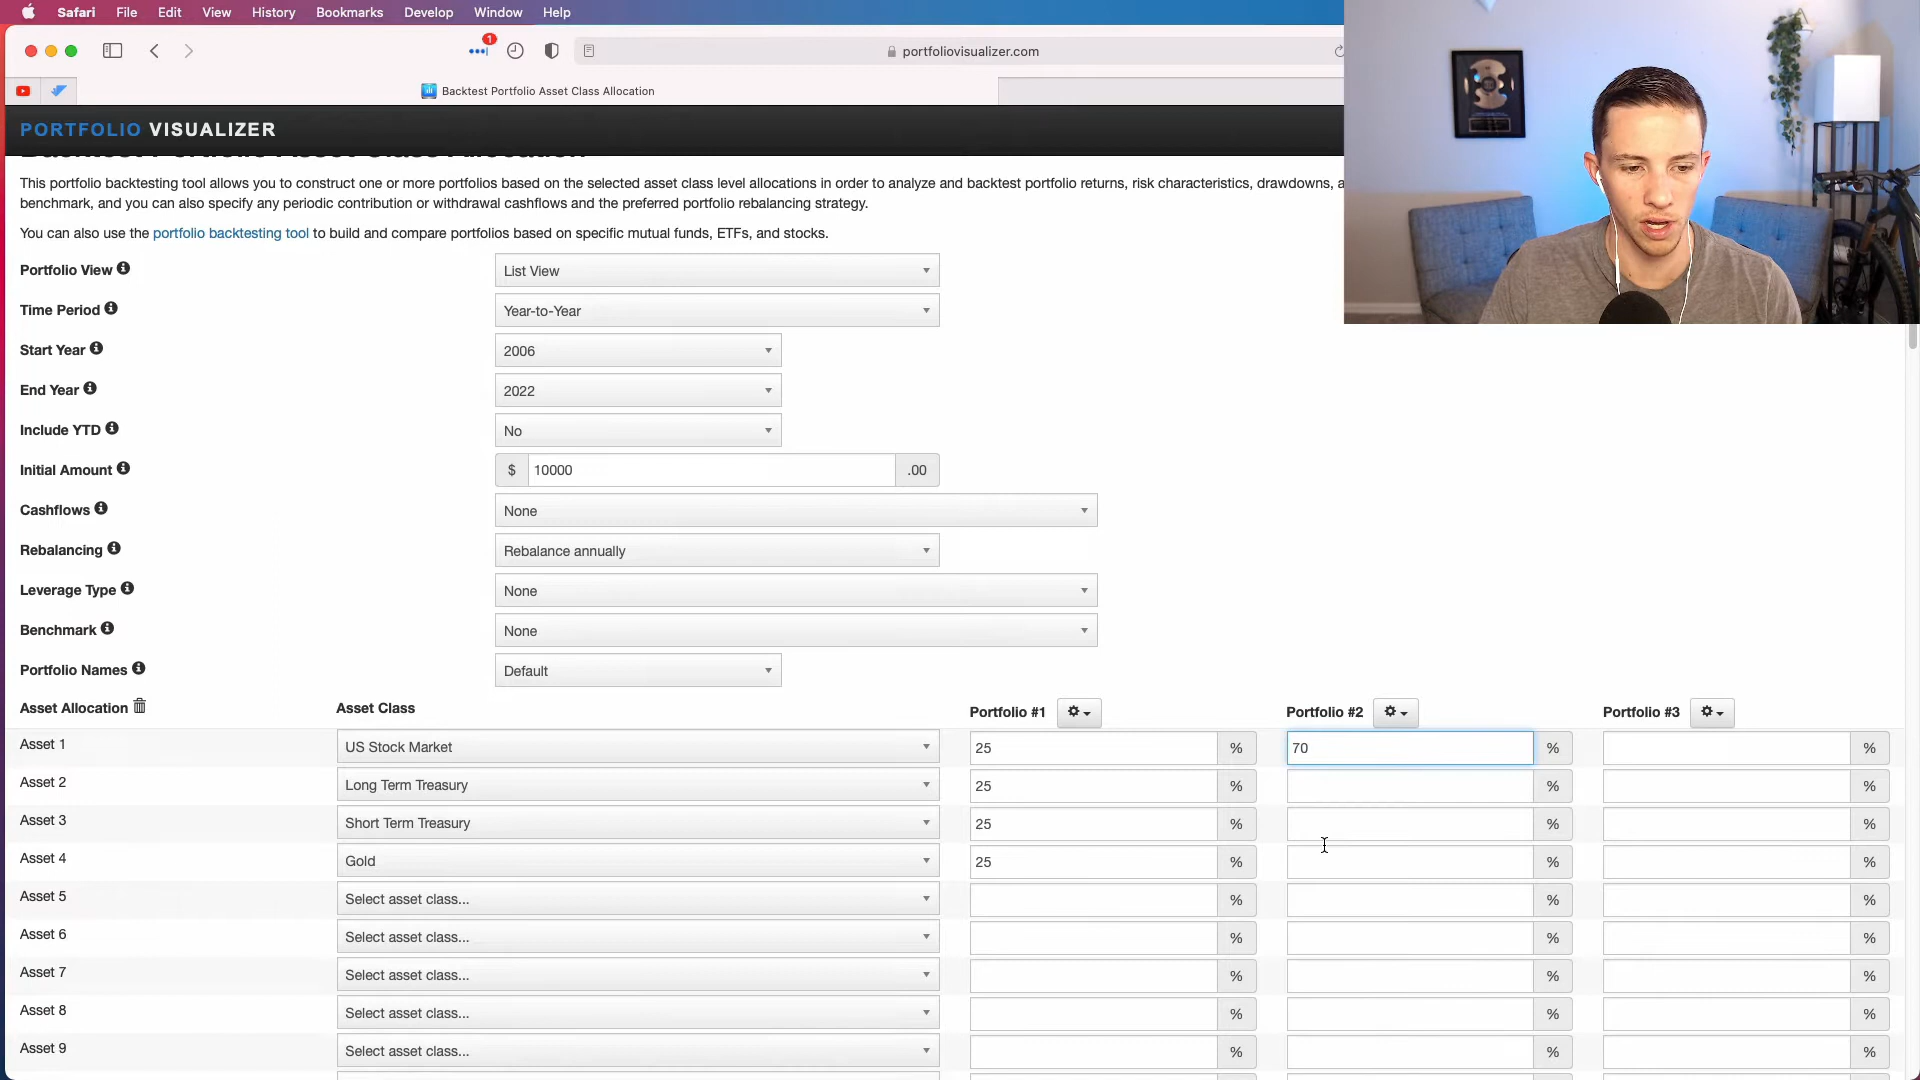 Safari File Edit View History Bookmarks Develop Window Help
1
portfoliovisualizer.com
Backtest Portfolio Asset Class Allocation
PORTFOLIO VISUALIZER
Backtest Portfolio Asset Class Allocation
This portfolio backtesting tool allows you to construct one or more portfolios based on the selected asset class level allocations in order to analyze and backtest portfolio returns, risk characteristics, drawdowns,
benchmark, and you can also specify any periodic contribution or withdrawal cashflows and the preferred portfolio rebalancing strategy.
You can also use the portfolio backtesting tool to build and compare portfolios based on specific mutual funds, ETFs, and stocks.
Portfolio View List View
Time Period Year-to-Year
Start Year 2006
End Year 2022
Include YTD No
Initial Amount $ 10000 .00
Cashflows None
Rebalancing Rebalance annually
Leverage Type None
Benchmark None
Portfolio Names Default
Asset Allocation Asset Class Portfolio #1 Portfolio #2 Portfolio #3
Asset 1 US Stock Market 25 % 70 % %
Asset 2 Long Term Treasury 25 % % %
Asset 3 Short Term Treasury 25 % % %
Asset 4 Gold 25 % % %
Asset 5 Select asset class... % % %
Asset 6 Select asset class... % % %
Asset 7 Select asset class... % % %
Asset 8 Select asset class... % % %
Asset 9 Select asset class... % % %